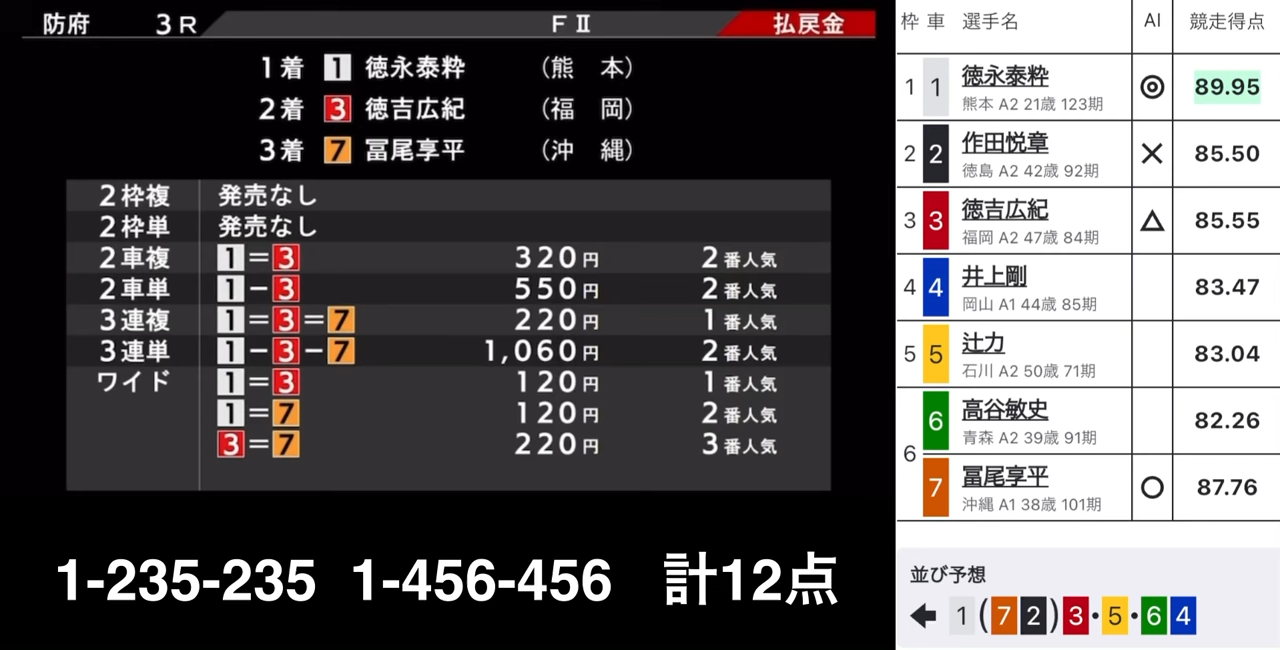 防府 3R FⅡ 払戻金
1着 1 徳永泰粋 (熊 本)
2着 3 徳吉広紀 (福 岡)
3着 7 冨尾享平 (沖 縄)
2枠複 発売なし
2枠単 発売なし
2車複 1=3 320円 2番人気
2車単 1-3 550円 2番人気
3連複 1=3=7 220円 1番人気
3連単 1-3-7 1,060円 2番人気
ワイド 1=3 120円 1番人気
1=7 120円 2番人気
3=7 220円 3番人気
1-235-235 1-456-456 計12点
枠 車 選手名 AI 競走得点
1 1 徳永泰粋 ◎ 89.95
熊本 A2 21歳 123期
2 2 作田悦章 × 85.50
徳島 A2 42歳 92期
3 3 徳吉広紀 △ 85.55
福岡 A2 47歳 84期
4 4 井上剛 83.47
岡山 A1 44歳 85期
5 5 辻力 83.04
石川 A2 50歳 71期
6 6 高谷敏史 82.26
青森 A2 39歳 91期
7 冨尾享平 ○ 87.76
沖縄 A1 38歳 101期
並び予想
← 1(72)3・5・64